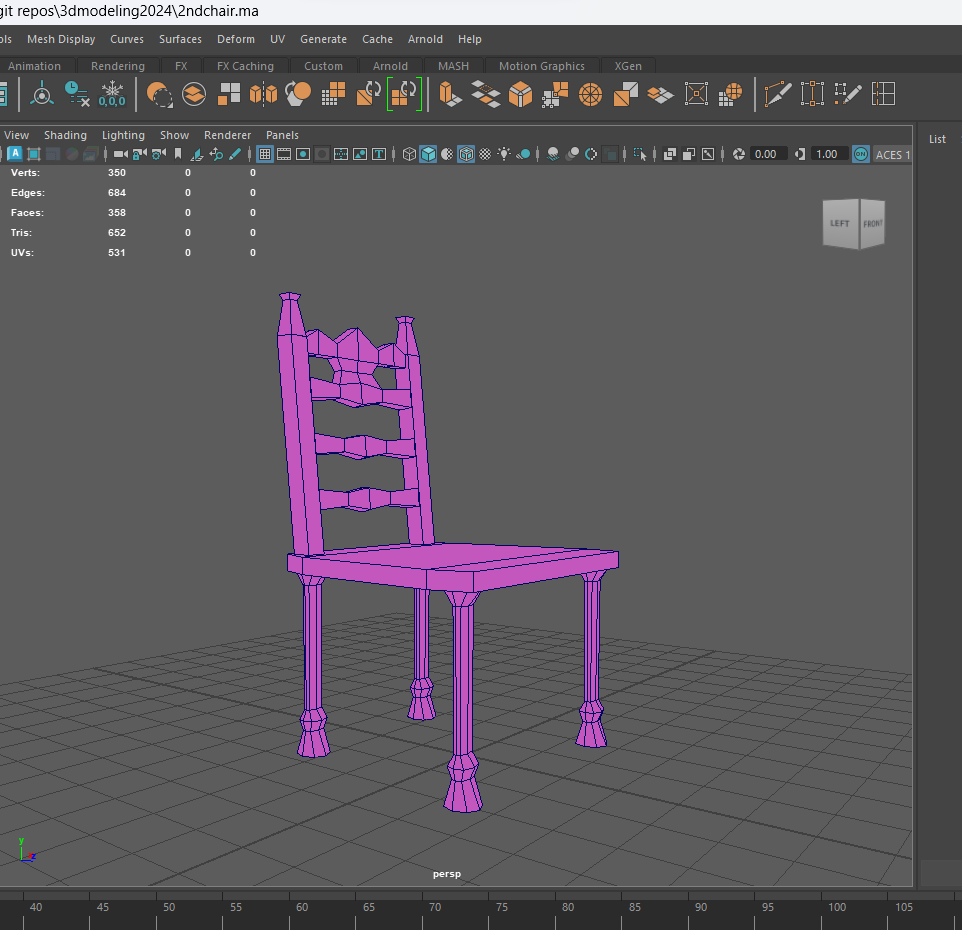 git repos\3dmodeling2024\2ndchair.ma
ols Mesh Display Curves Surfaces Deform UV Generate Cache Arnold Help
Animation Rendering FX FX Caching Custom Arnold MASH Motion Graphics XGen
0,0,0
View Shading Lighting Show Renderer Panels
List
A T 0.00 1.00 ON ACES 1
Verts: 350 0 0
Edges: 684 0 0
Faces: 358 0 0
Tris: 652 0 0
UVs: 531 0 0
LEFT FRONT
y
z
persp
40 45 50 55 60 65 70 75 80 85 90 95 100 105